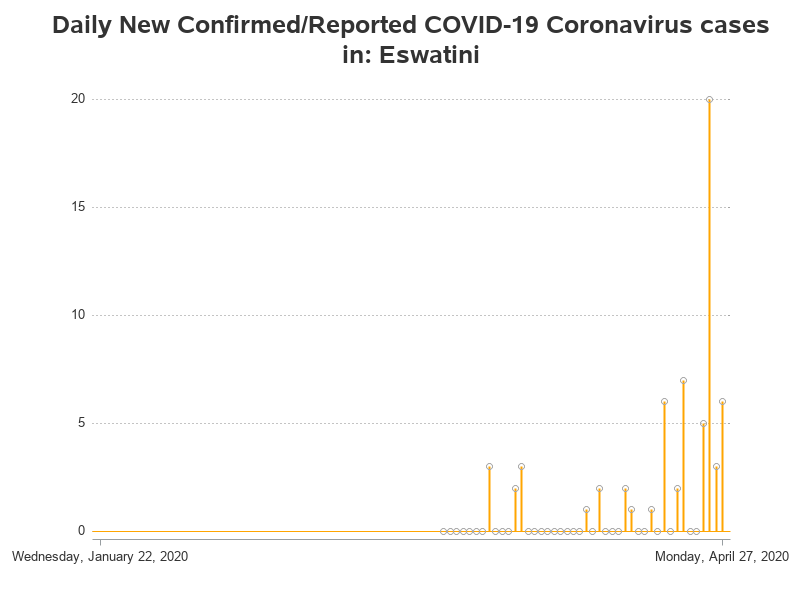 Daily New Confirmed/Reported COVID-19 Coronavirus cases
in: Eswatini
20
15
10
5
0
Wednesday, January 22, 2020
Monday, April 27, 2020